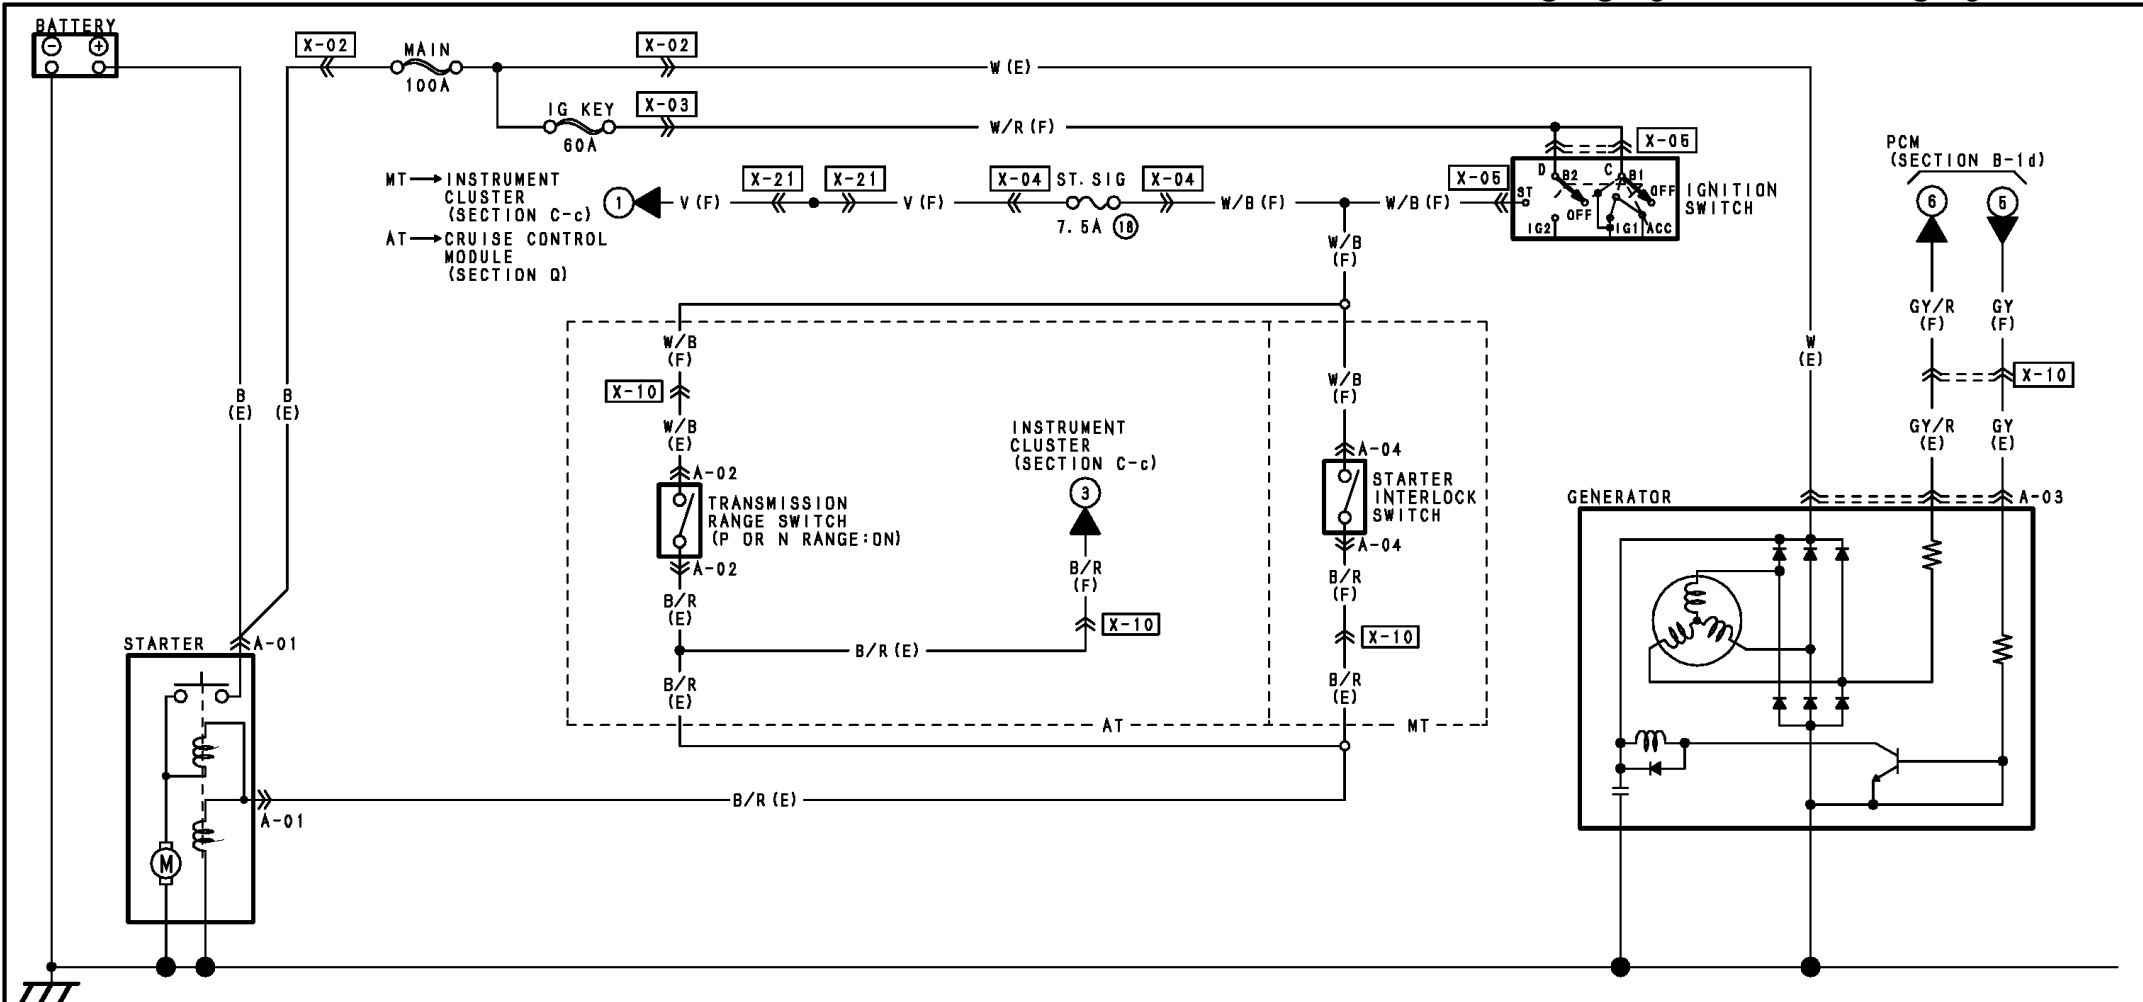 BATTERY
- +
X-02
MAIN
100A
X-02
W (E)
IG KEY
60A
X-03
W/R (F)
X-05
PCM
(SECTION B-1d)
6
5
MT→INSTRUMENT
CLUSTER
(SECTION C-c)
AT→CRUISE CONTROL
MODULE
(SECTION Q)
1
V (F)
X-21
X-21
V (F)
X-04
ST. SIG
7.5A 18
X-04
W/B (F)
W/B (F)
X-05
ST
D
B2
C
B1
OFF
OFF
IG2
IG1
ACC
IGNITION
SWITCH
W/B
(F)
GY/R
(F)
GY
(F)
W
(E)
X-10
GY/R
(E)
GY
(E)
B
(E)
B
(E)
W/B
(F)
X-10
W/B
(E)
A-02
TRANSMISSION
RANGE SWITCH
(P OR N RANGE:ON)
A-02
B/R
(E)
B/R (E)
B/R
(E)
INSTRUMENT
CLUSTER
(SECTION C-c)
3
B/R
(F)
X-10
W/B
(F)
A-04
STARTER
INTERLOCK
SWITCH
A-04
B/R
(F)
X-10
B/R
(E)
AT
MT
GENERATOR
A-03
STARTER
A-01
A-01
M
B/R (E)